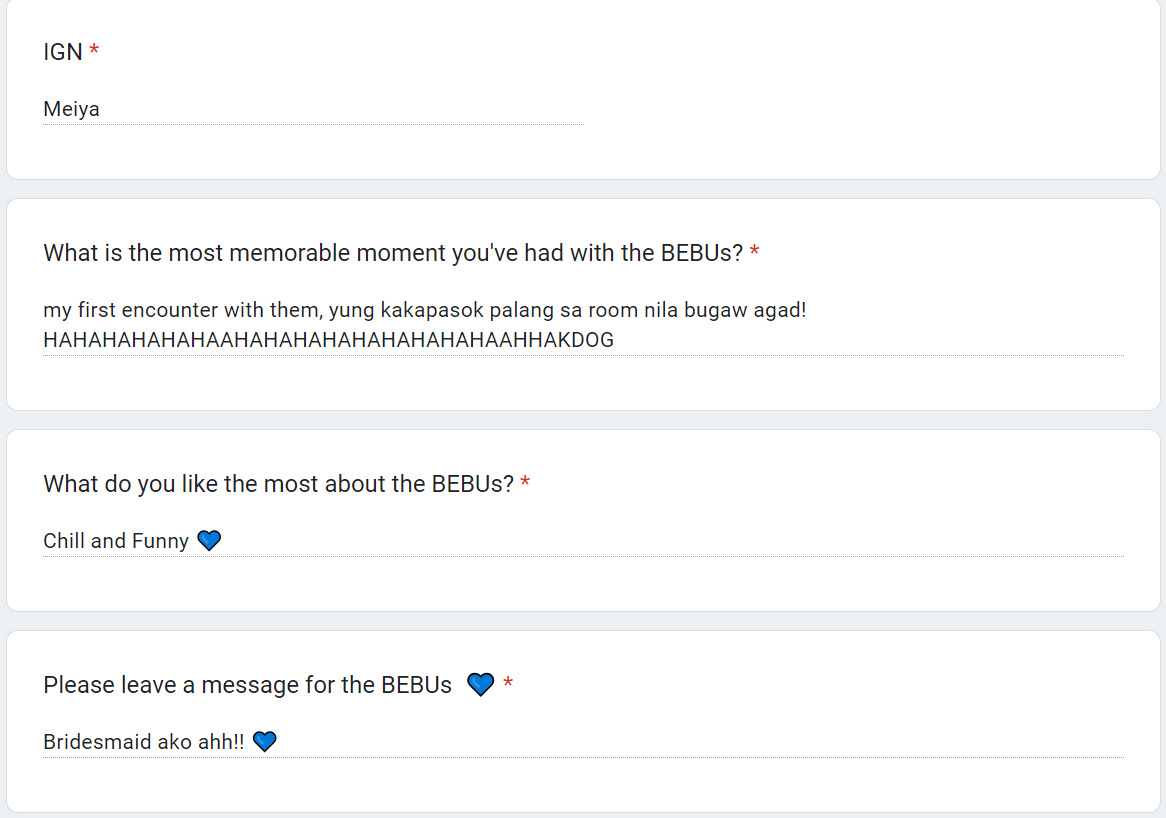 IGN *
Meiya
What is the most memorable moment you've had with the BEBUs? *
my first encounter with them, yung kakapasok palang sa room nila bugaw agad!
HAHAHAHAHAHAAHAHAHAHAHAHAHAHAHAHAAHHAKDOG
What do you like the most about the BEBUs? *
Chill and Funny 💙
Please leave a message for the BEBUs 💙 *
Bridesmaid ako ahh!! 💙